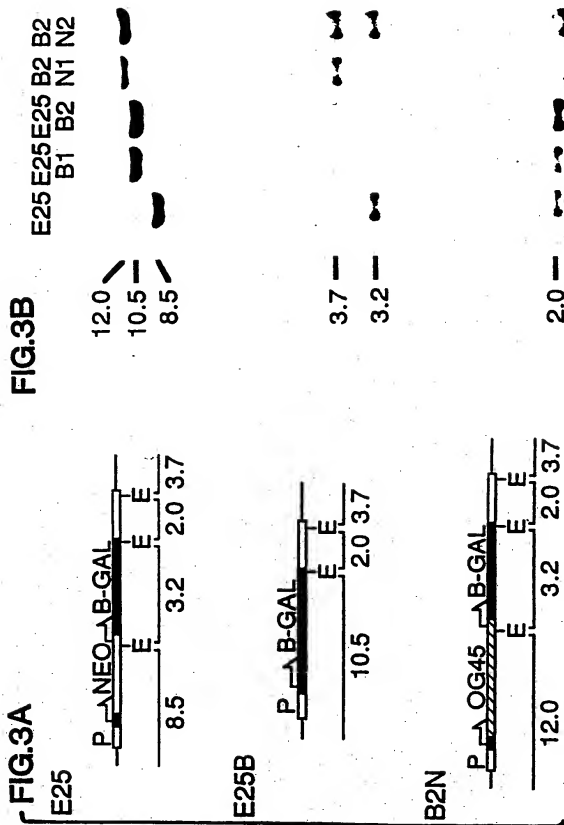 FIG.3A
E25
P NEO B-GAL
E E E
8.5 3.2 2.0 3.7
E25B
P B-GAL
E E
10.5 2.0 3.7
B2N
P OG45 B-GAL
E E E
12.0 3.2 2.0 3.7
FIG.3B
E25 E25 E25 B2 B2
B1 B2 N1 N2
12.0
10.5
8.5
3.7
3.2
2.0